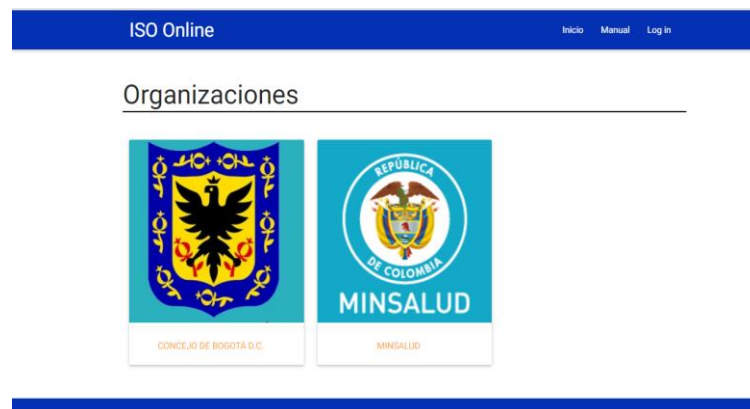 ISO Online
Inicio Manual Log in
Organizaciones
REPÚBLICA
DE COLOMBIA
MINSALUD
CONCEJO DE BOGOTÁ D.C.
MINSALUD